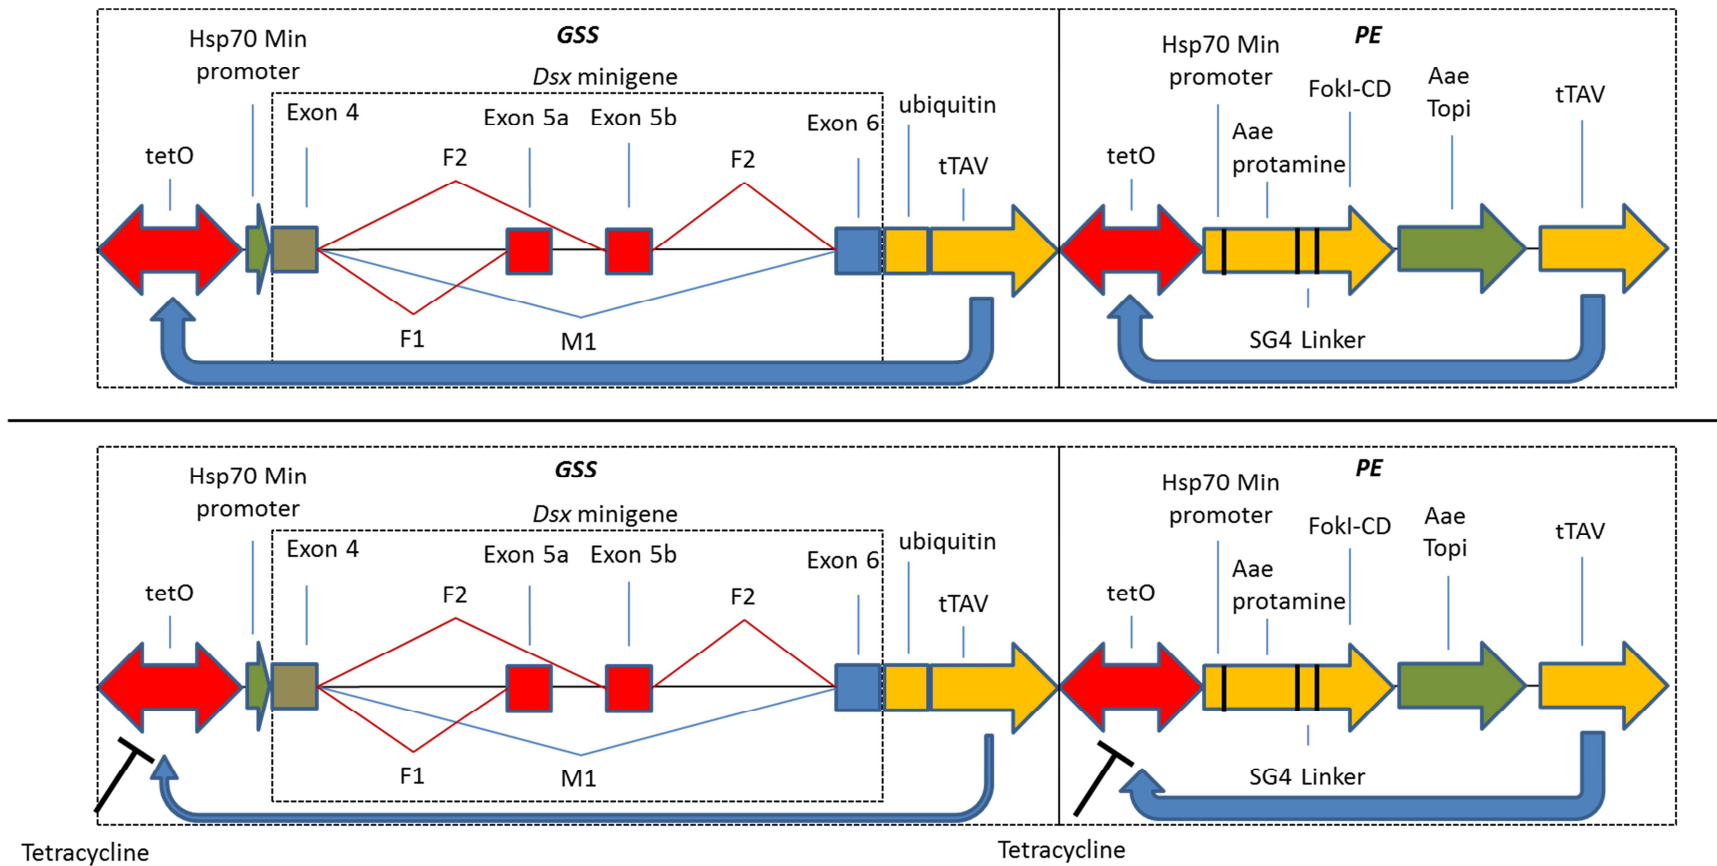 GSS
PE
Hsp70 Min
promoter
Dsx minigene
Exon 4
Exon 5a
Exon 5b
Exon 6
ubiquitin
tTAV
tetO
F2
F2
F1
M1
Hsp70 Min
promoter
FokI-CD
Aae
Topi
tTAV
Aae
protamine
tetO
SG4 Linker
GSS
PE
Hsp70 Min
promoter
Dsx minigene
Exon 4
Exon 5a
Exon 5b
Exon 6
ubiquitin
tTAV
tetO
F2
F2
F1
M1
Hsp70 Min
promoter
FokI-CD
Aae
Topi
tTAV
Aae
protamine
tetO
SG4 Linker
Tetracycline
Tetracycline